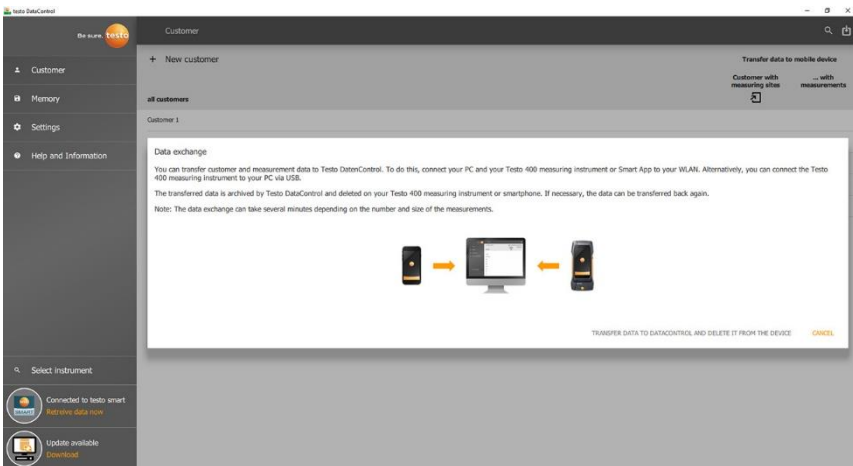 testo DataControl
Be sure. testo
Customer
Customer
Memory
Settings
Help and Information
Select instrument
SMART
Connected to testo smart
Retreive data now
Update available
Download
+ New customer
Transfer data to mobile device
Customer with
measuring sites
... with
measurements
all customers
Customer 1
Data exchange
You can transfer customer and measurement data to Testo DatenControl. To do this, connect your PC and your Testo 400 measuring instrument or Smart App to your WLAN. Alternatively, you can connect the Testo
400 measuring instrument to your PC via USB.
The transferred data is archived by Testo DataControl and deleted on your Testo 400 measuring instrument or smartphone. If necessary, the data can be transferred back again.
Note: The data exchange can take several minutes depending on the number and size of the measurements.
TRANSFER DATA TO DATACONTROL AND DELETE IT FROM THE DEVICE
CANCEL